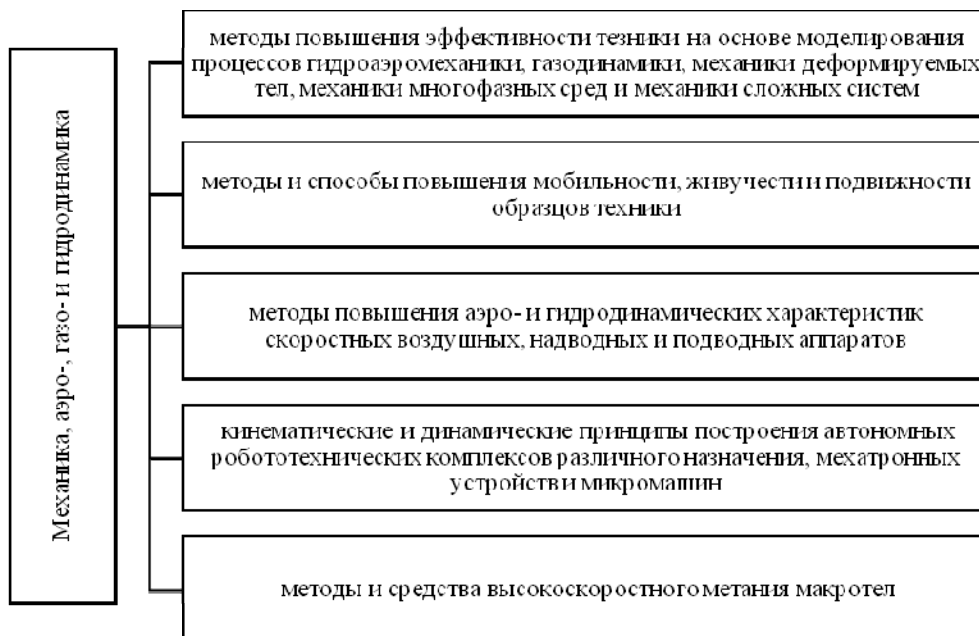 Механика, аэро-, газо- и гидродинамика
методы повышения эффективности тезники на основе моделирования
процессов гидроаэромеханики, газодинамики, механики деформируемых
тел, механики многофазных сред и механики сложных систем
методы и способы повышения мобильности, живучести и подвижности
образцов техники
методы повышения аэро- и гидродинамических характеристик
скоростных воздушных, надводных и подводных аппаратов
кинематические и динамические принципы построения автономных
робототехнических комплексов различного назначения, мехатронных
устройств и микромашин
методы и средства высокоскоростного метания макротел